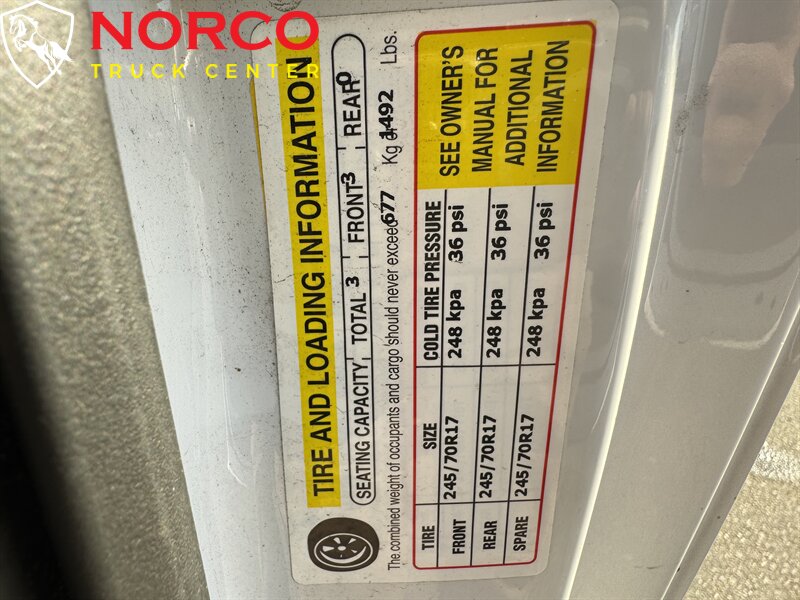 NORCO
TRUCK CENTER
TIRE AND LOADING INFORMATION
SEATING CAPACITY TOTAL 3 FRONT 3 REAR 0
The combined weight of occupants and cargo should never exceed 677 Kg or 1492 Lbs.
TIRE SIZE COLD TIRE PRESSURE SEE OWNER'S
FRONT 245/70R17 248 kpa 36 psi MANUAL FOR
REAR 245/70R17 248 kpa 36 psi ADDITIONAL
SPARE 245/70R17 248 kpa 36 psi INFORMATION